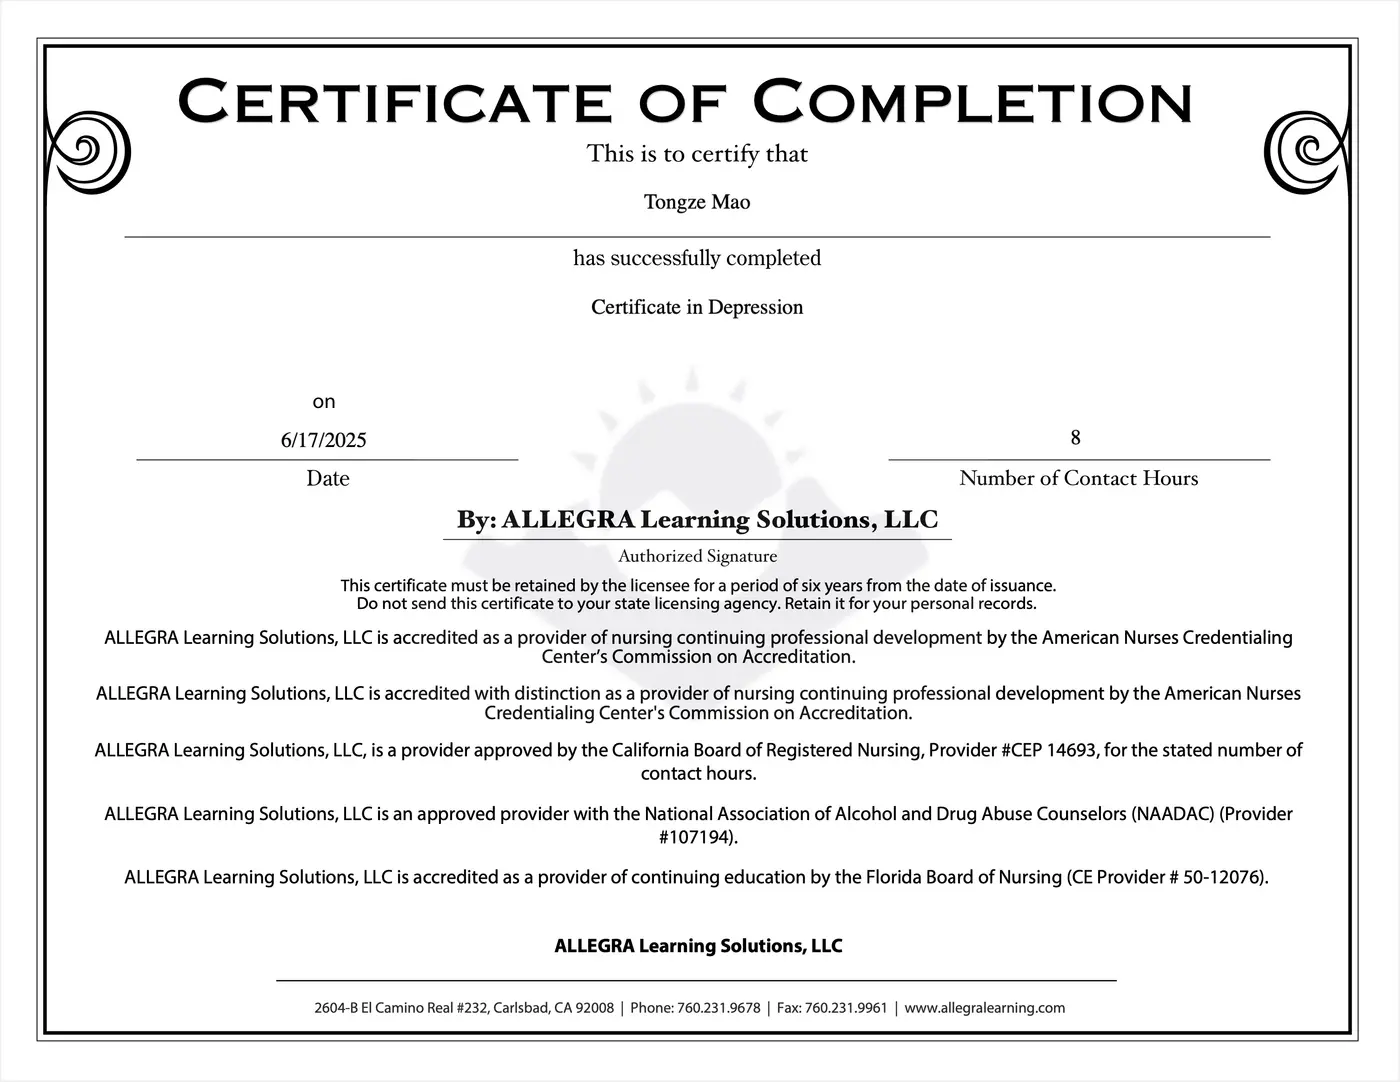 CERTIFICATE OF COMPLETION
This is to certify that
Tongze Mao
has successfully completed
Certificate in Depression
on
6/17/2025
Date
8
Number of Contact Hours
By: ALLEGRA Learning Solutions, LLC
Authorized Signature
This certificate must be retained by the licensee for a period of six years from the date of issuance.
Do not send this certificate to your state licensing agency. Retain it for your personal records.
ALLEGRA Learning Solutions, LLC is accredited as a provider of nursing continuing professional development by the American Nurses Credentialing
Center’s Commission on Accreditation.
ALLEGRA Learning Solutions, LLC is accredited with distinction as a provider of nursing continuing professional development by the American Nurses
Credentialing Center's Commission on Accreditation.
ALLEGRA Learning Solutions, LLC, is a provider approved by the California Board of Registered Nursing, Provider #CEP 14693, for the stated number of
contact hours.
ALLEGRA Learning Solutions, LLC is an approved provider with the National Association of Alcohol and Drug Abuse Counselors (NAADAC) (Provider
#107194).
ALLEGRA Learning Solutions, LLC is accredited as a provider of continuing education by the Florida Board of Nursing (CE Provider # 50-12076).
ALLEGRA Learning Solutions, LLC
2604-B El Camino Real #232, Carlsbad, CA 92008 | Phone: 760.231.9678 | Fax: 760.231.9961 | www.allegralearning.com